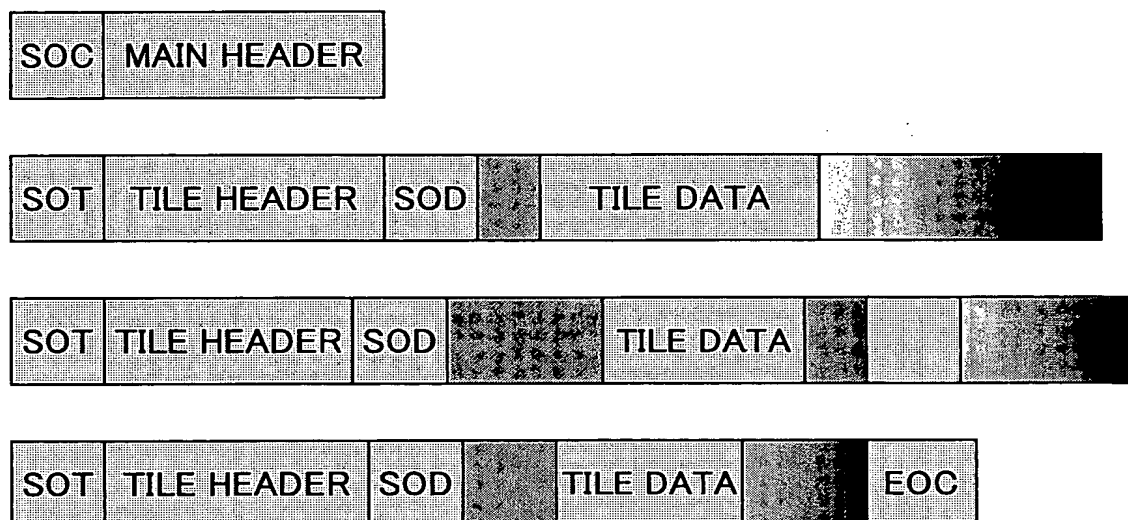 SOC MAIN HEADER
SOT TILE HEADER SOD TILE DATA
SOT TILE HEADER SOD TILE DATA
SOT TILE HEADER SOD TILE DATA EOC